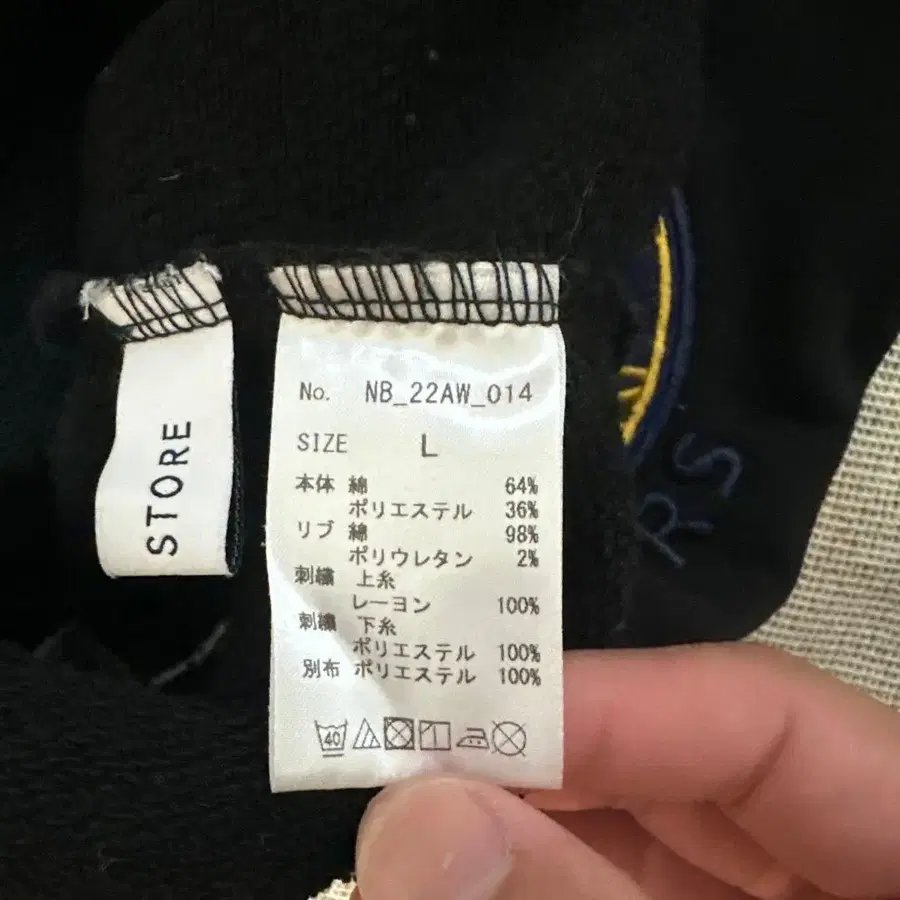 No. NB_22AW_014
SIZE L
本体 綿 64%
ポリエステル 36%
リブ 綿 98%
ポリウレタン 2%
刺繍 上糸
レーヨン 100%
刺繍 下糸
ポリエステル 100%
別布 ポリエステル 100%
40
STORE
RS